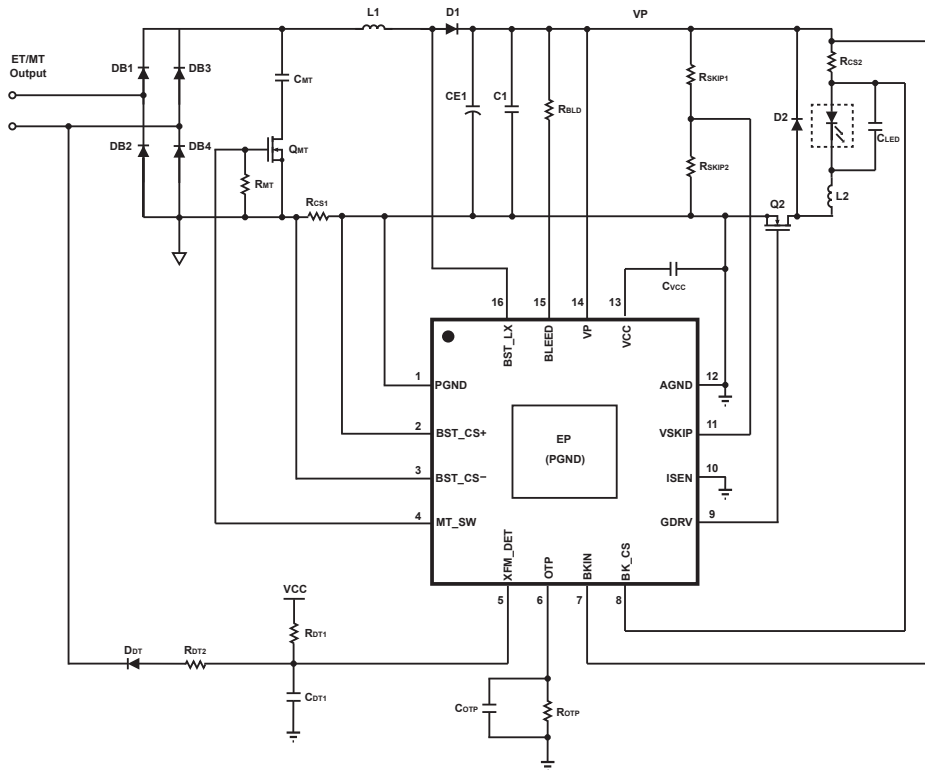 L1
D1
VP
ET/MT
Output
DB1
DB3
CMT
CE1
C1
RBLD
RSKIP1
RCS2
D2
CLED
DB2
DB4
QMT
RMT
RSKIP2
RCS1
Q2
L2
CVCC
16
15
14
13
BST_LX
BLEED
VP
VCC
1
PGND
AGND
12
2
BST_CS+
VSKIP
11
EP
(PGND)
3
BST_CS−
ISEN
10
4
MT_SW
GDRV
9
XFM_DET
OTP
BKIN
BK_CS
5
6
7
8
VCC
RDT1
DDT
RDT2
CDT1
COTP
ROTP